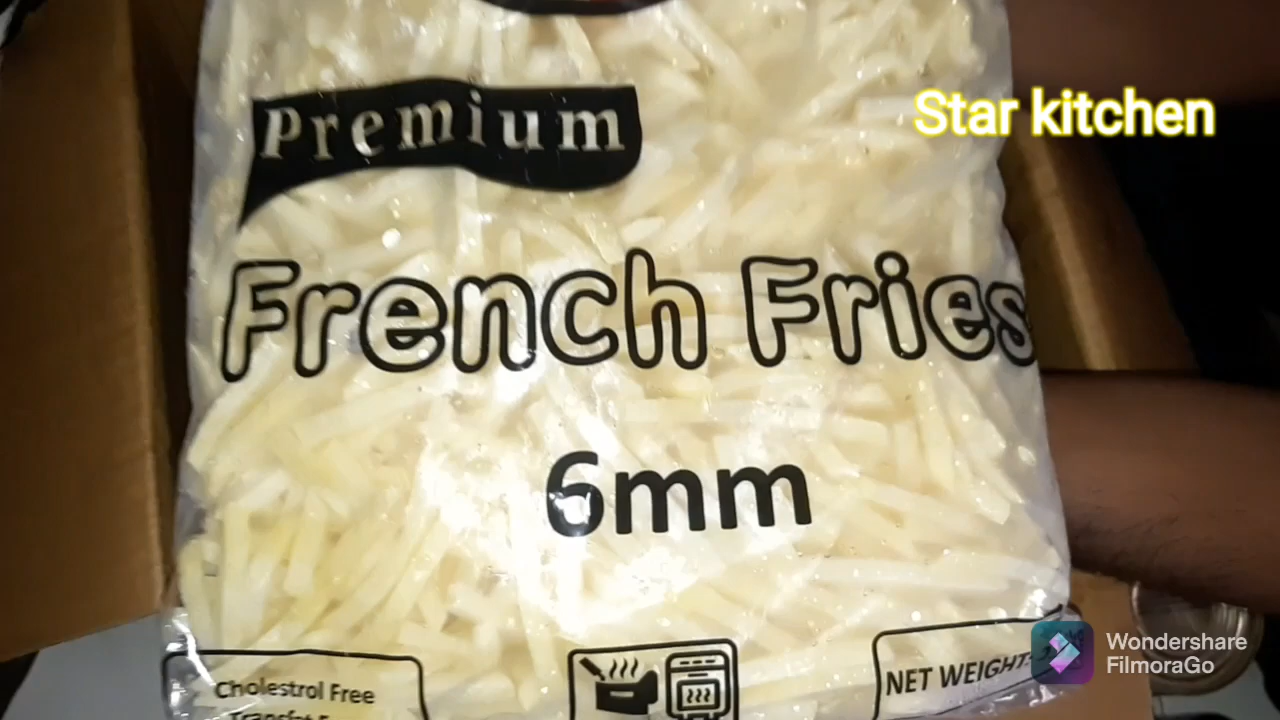 Premium
Star kitchen
French Fries
6mm
Cholestrol Free
NET WEIGHT:
Wondershare
FilmoraGo